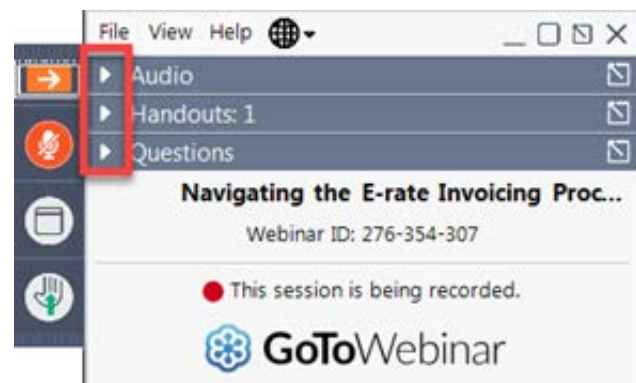 File View Help
Audio
Handouts: 1
Questions
Navigating the E-rate Invoicing Proc...
Webinar ID: 276-354-307
This session is being recorded.
GoToWebinar